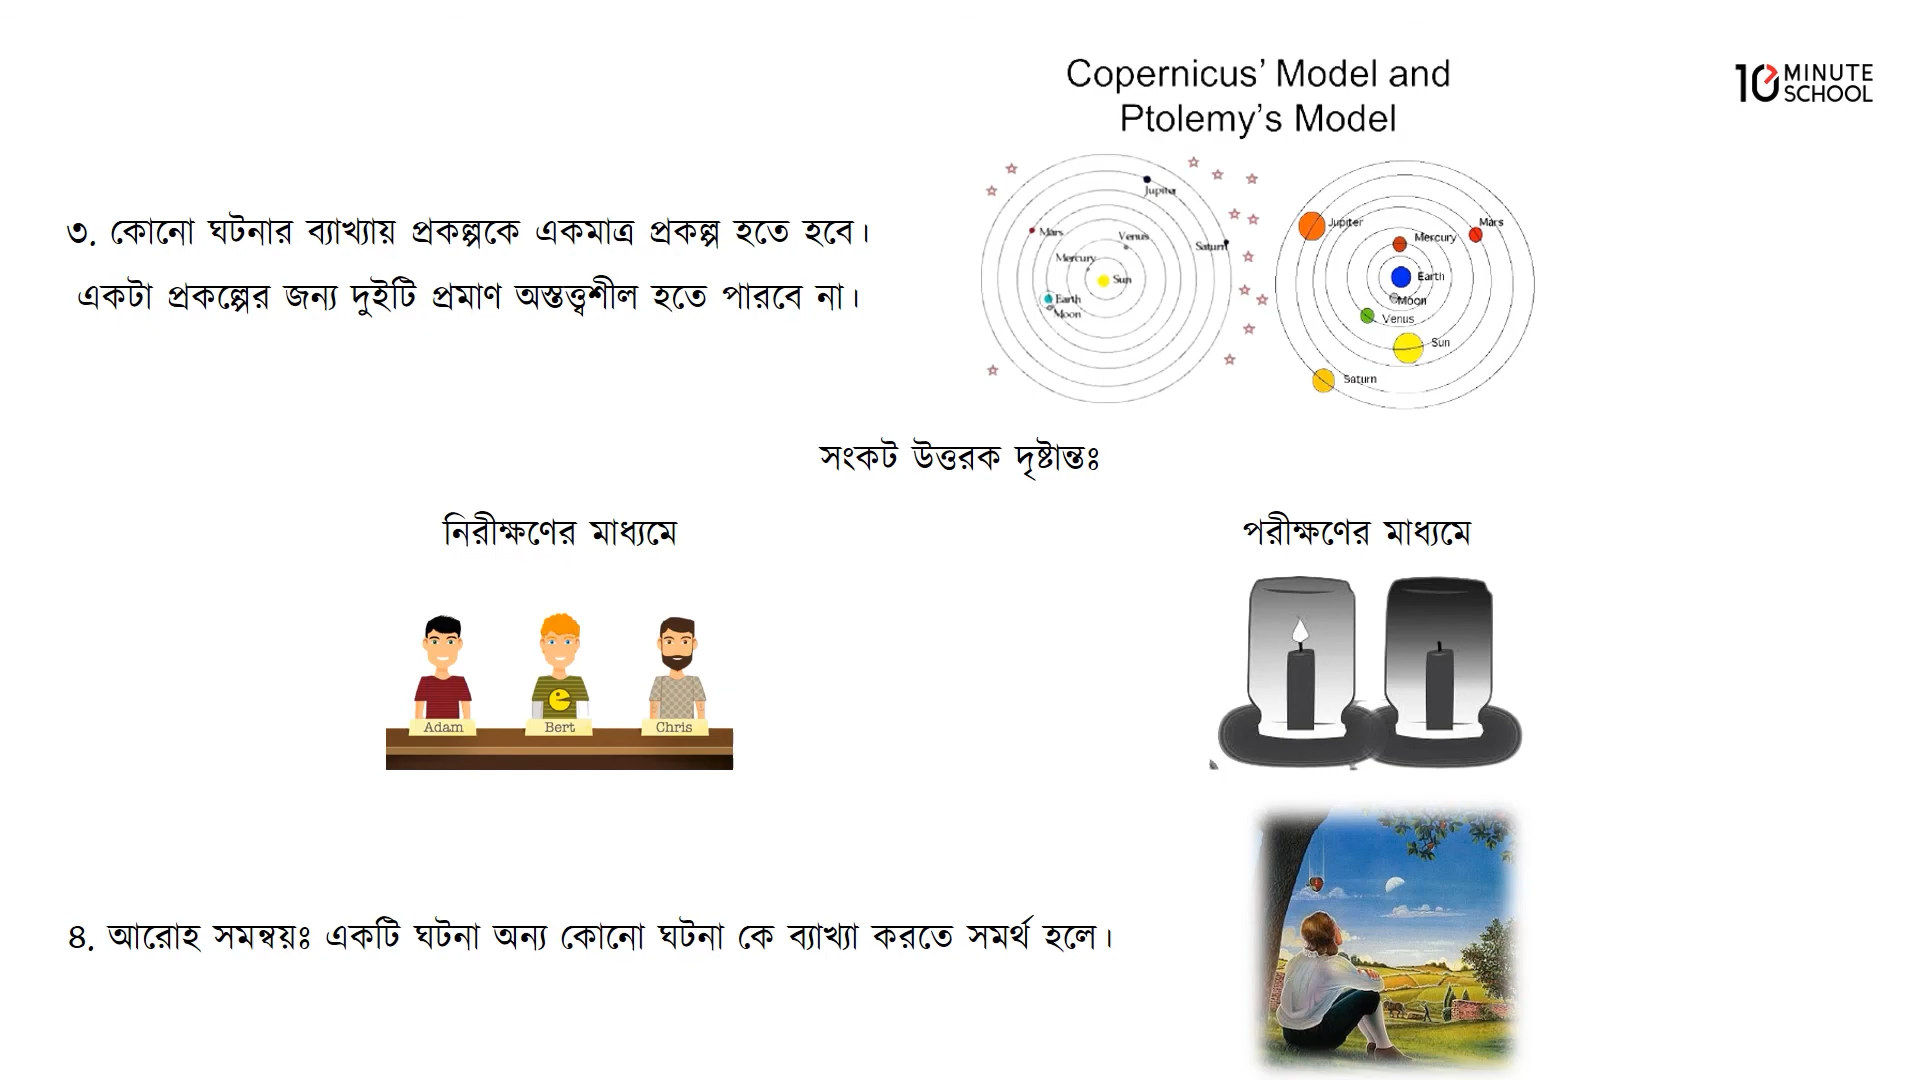 Copernicus' Model and
Ptolemy's Model
10 MINUTE
SCHOOL
৩. কোনো ঘটনার ব্যাখ্যায় প্রকল্পকে একমাত্র প্রকল্প হতে হবে।
একটা প্রকল্পের জন্য দুইটি প্রমাণ অস্তত্ত্বশীল হতে পারবে না।
Jupiter
Mars
Venus
Saturn
Mercury
Sun
Earth
Moon
Jupiter
Mars
Mercury
Earth
Moon
Venus
Sun
Saturn
সংকট উত্তরক দৃষ্টান্তঃ
নিরীক্ষণের মাধ্যমে
পরীক্ষণের মাধ্যমে
Adam
Bert
Chris
৪. আরোহ সমন্বয়ঃ একটি ঘটনা অন্য কোনো ঘটনা কে ব্যাখ্যা করতে সমর্থ হলে।